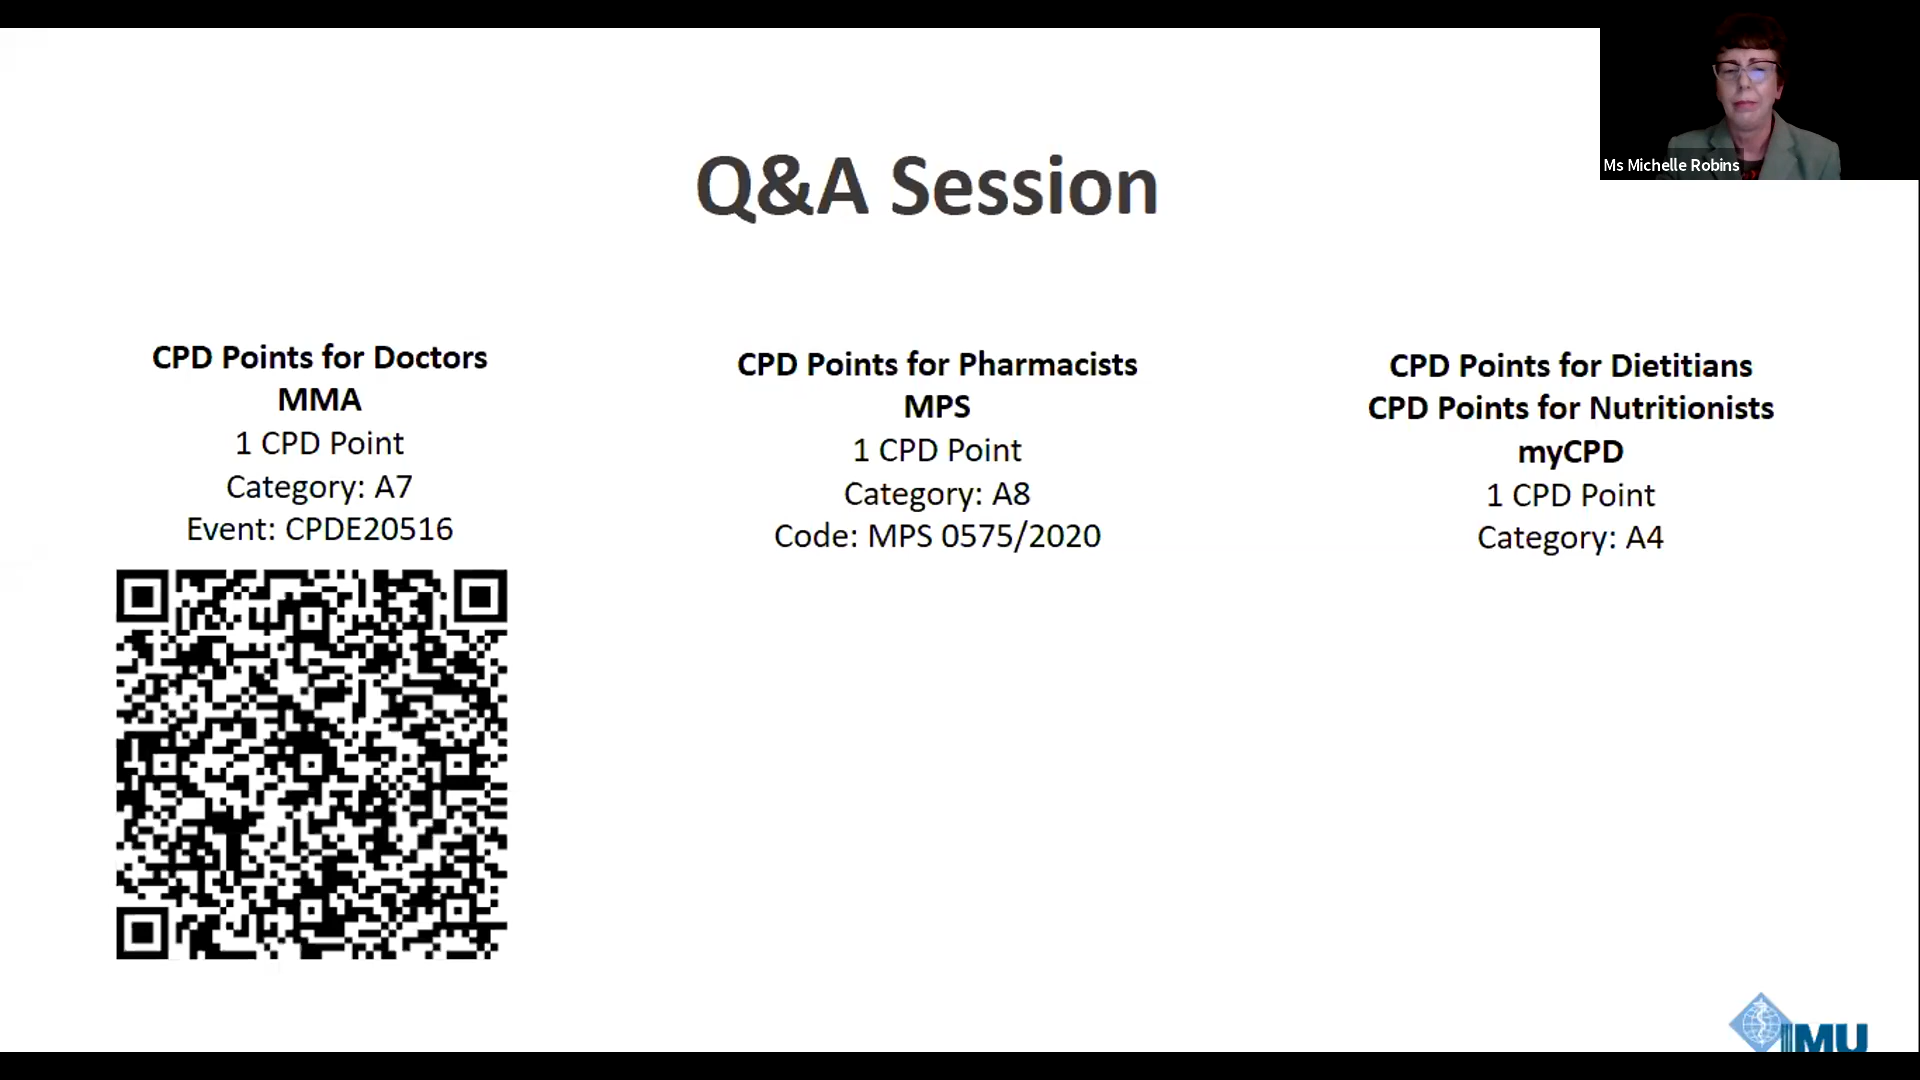 Ms Michelle Robins
Q&A Session
CPD Points for Doctors
MMA
1 CPD Point
Category: A7
Event: CPDE20516
CPD Points for Pharmacists
MPS
1 CPD Point
Category: A8
Code: MPS 0575/2020
CPD Points for Dietitians
CPD Points for Nutritionists
myCPD
1 CPD Point
Category: A4
IMU